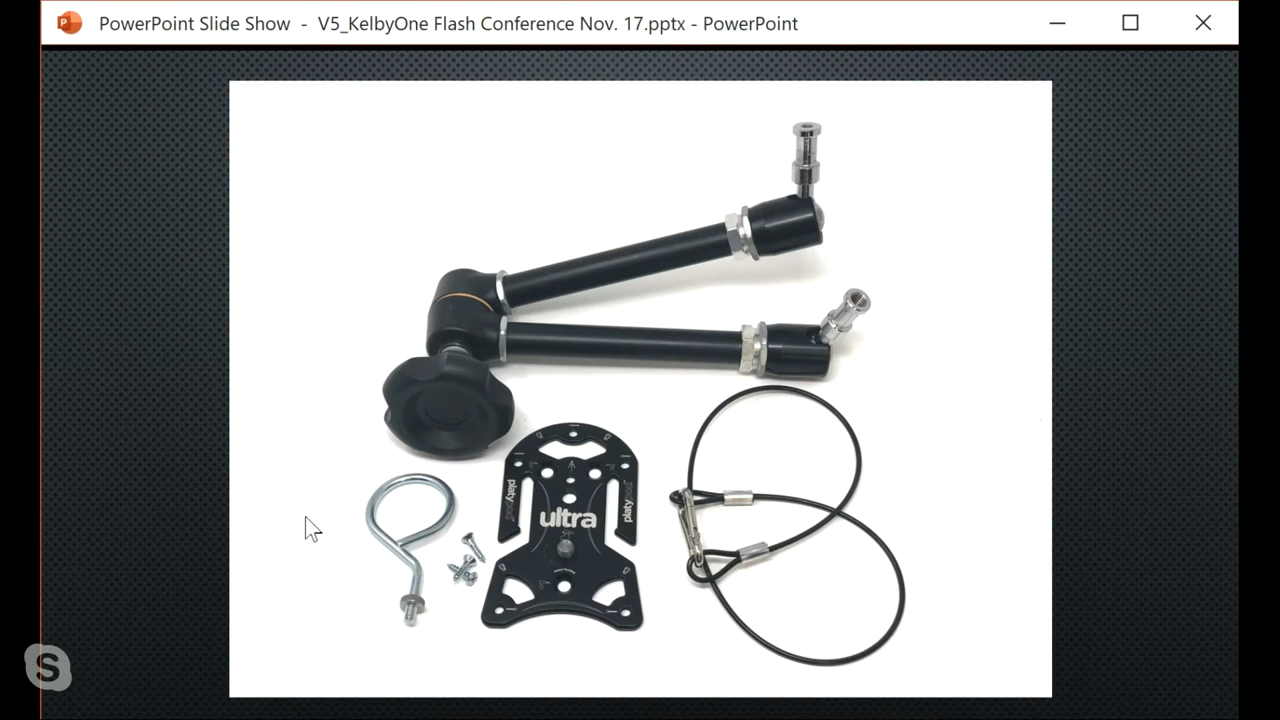 PowerPoint Slide Show - V5_KelbyOne Flash Conference Nov. 17.pptx - PowerPoint
platypod
platypod
ultra